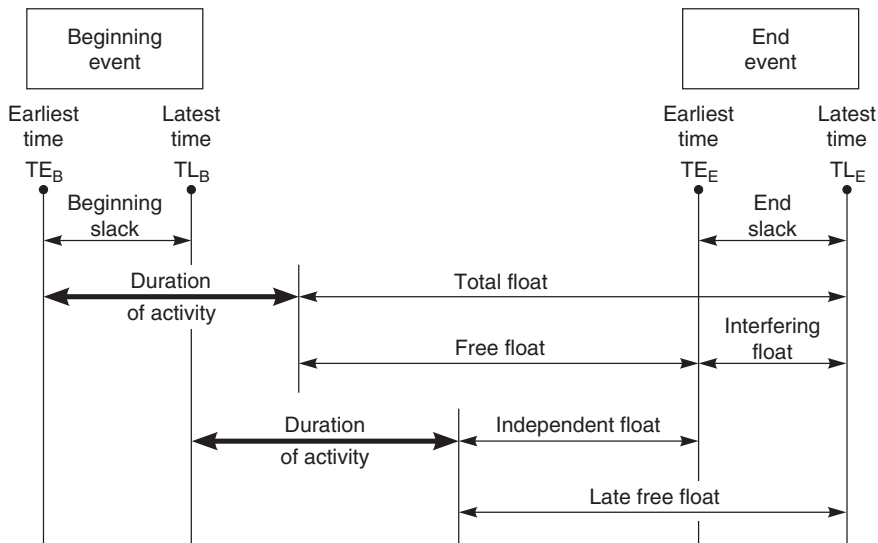 Beginning
event
End
event
Earliest
time
Latest
time
Earliest
time
Latest
time
TE_B
TL_B
TE_E
TL_E
Beginning
slack
End
slack
Duration
of activity
Total float
Free float
Interfering
float
Duration
of activity
Independent float
Late free float